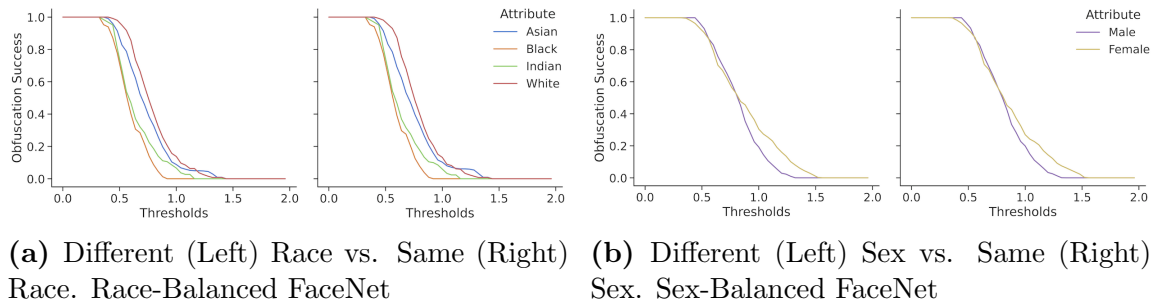 Obfuscation Success
1.0
0.8
0.6
0.4
0.2
0.0
0.0 0.5 1.0 1.5 2.0
Thresholds
0.0 0.5 1.0 1.5 2.0
Thresholds
Attribute
Asian
Black
Indian
White
(a) Different (Left) Race vs. Same (Right)
Race. Race-Balanced FaceNet
Obfuscation Success
1.0
0.8
0.6
0.4
0.2
0.0
0.0 0.5 1.0 1.5 2.0
Thresholds
0.0 0.5 1.0 1.5 2.0
Thresholds
Attribute
Male
Female
(b) Different (Left) Sex vs. Same (Right)
Sex. Sex-Balanced FaceNet